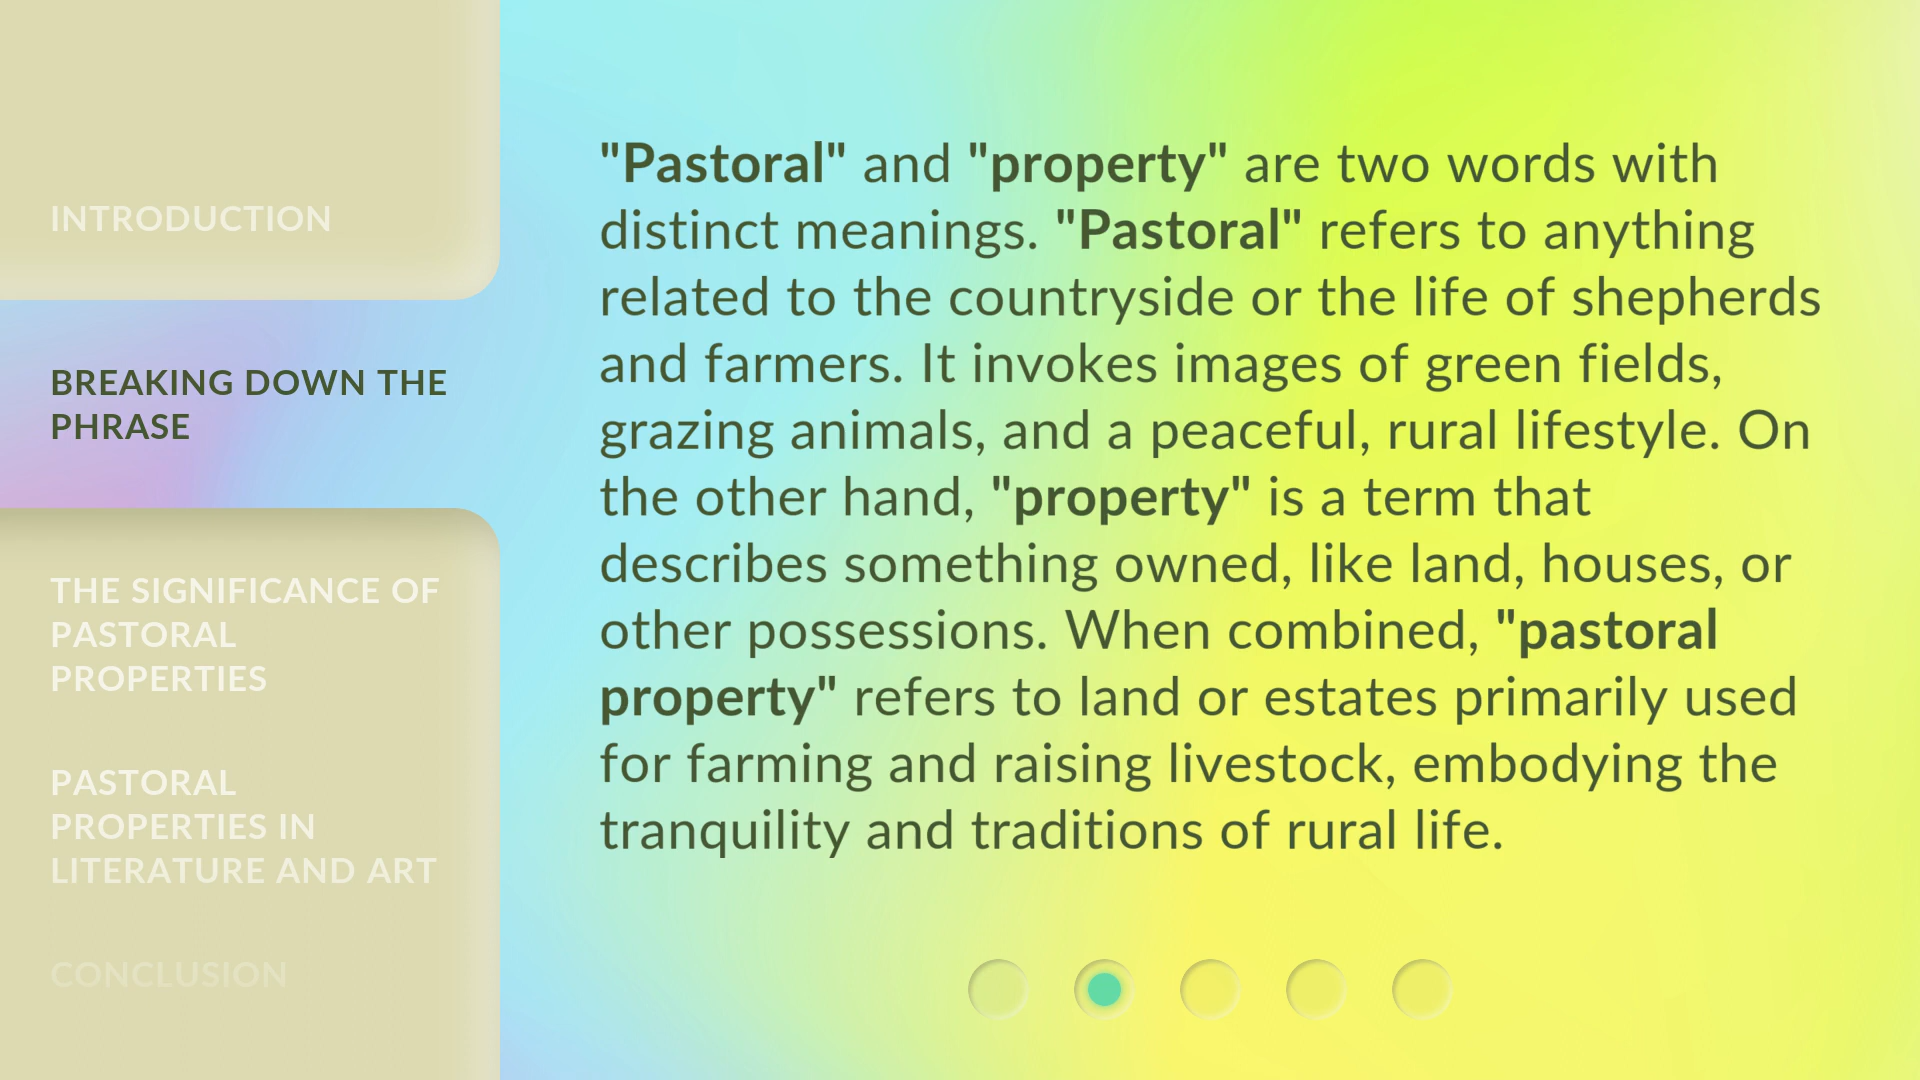 INTRODUCTION
BREAKING DOWN THE
PHRASE
THE SIGNIFICANCE OF
PASTORAL
PROPERTIES
PASTORAL
PROPERTIES IN
LITERATURE AND ART
CONCLUSION
"Pastoral" and "property" are two words with
distinct meanings. "Pastoral" refers to anything
related to the countryside or the life of shepherds
and farmers. It invokes images of green fields,
grazing animals, and a peaceful, rural lifestyle. On
the other hand, "property" is a term that
describes something owned, like land, houses, or
other possessions. When combined, "pastoral
property" refers to land or estates primarily used
for farming and raising livestock, embodying the
tranquility and traditions of rural life.